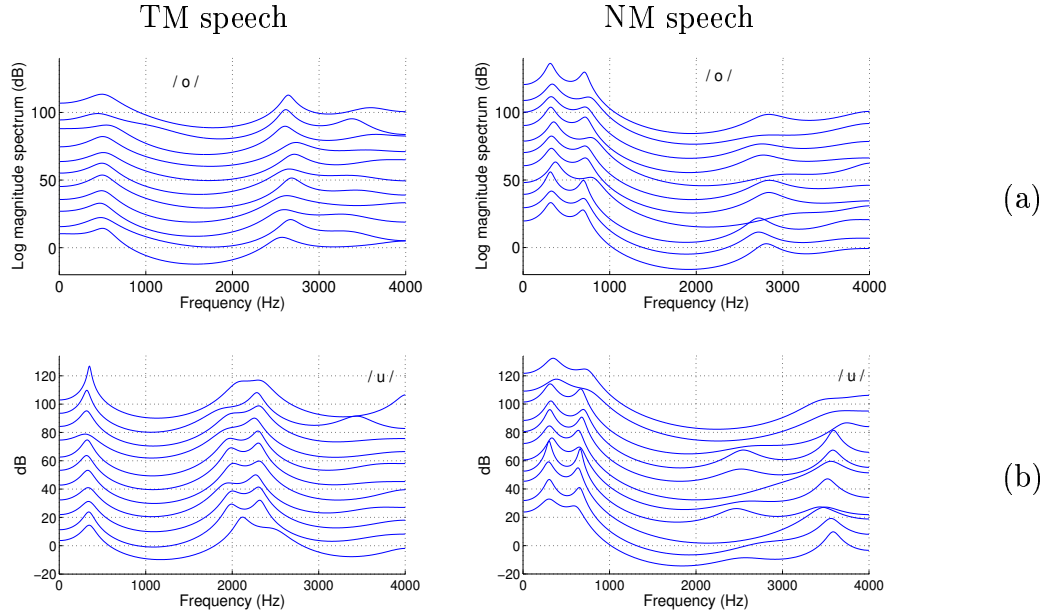 TM speech
NM speech
/ o /
/ o /
Log magnitude spectrum (dB)
100
50
0
0
1000
2000
3000
4000
Frequency (Hz)
Log magnitude spectrum (dB)
100
50
0
0
1000
2000
3000
4000
Frequency (Hz)
(a)
/ u /
/ u /
dB
120
100
80
60
40
20
0
−20
0
1000
2000
3000
4000
Frequency (Hz)
dB
120
100
80
60
40
20
0
−20
0
1000
2000
3000
4000
Frequency (Hz)
(b)